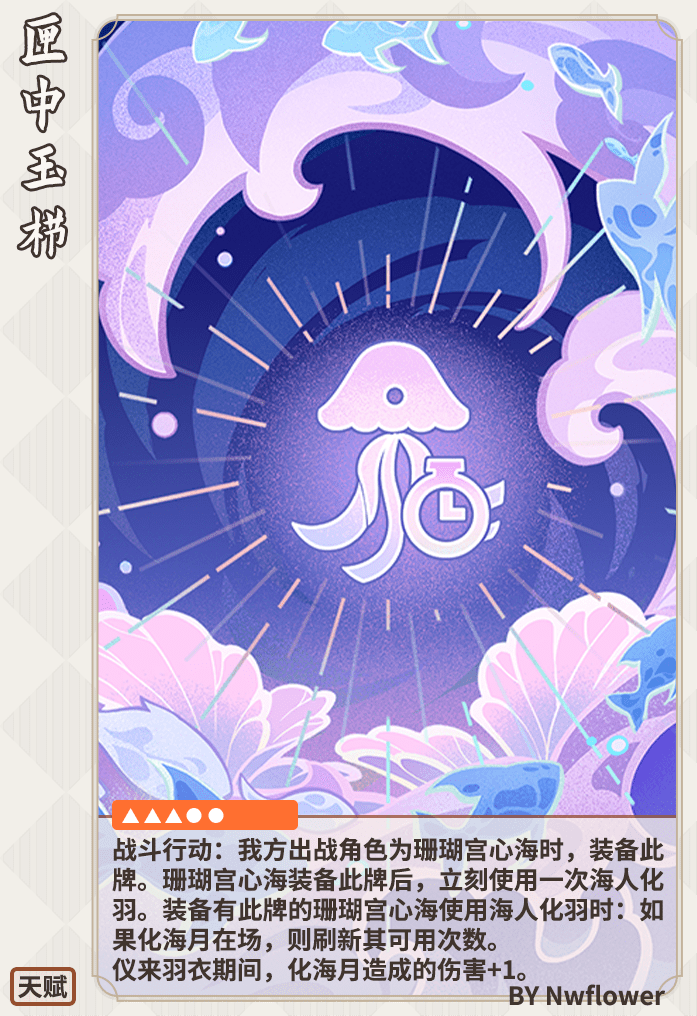 匣中玉栉
战斗行动：我方出战角色为珊瑚宫心海时，装备此
牌。珊瑚宫心海装备此牌后，立刻使用一次海人化
羽。装备有此牌的珊瑚宫心海使用海人化羽时：如
果化海月在场，则刷新其可用次数。
仪来羽衣期间，化海月造成的伤害+1。
天赋
BY Nwflower